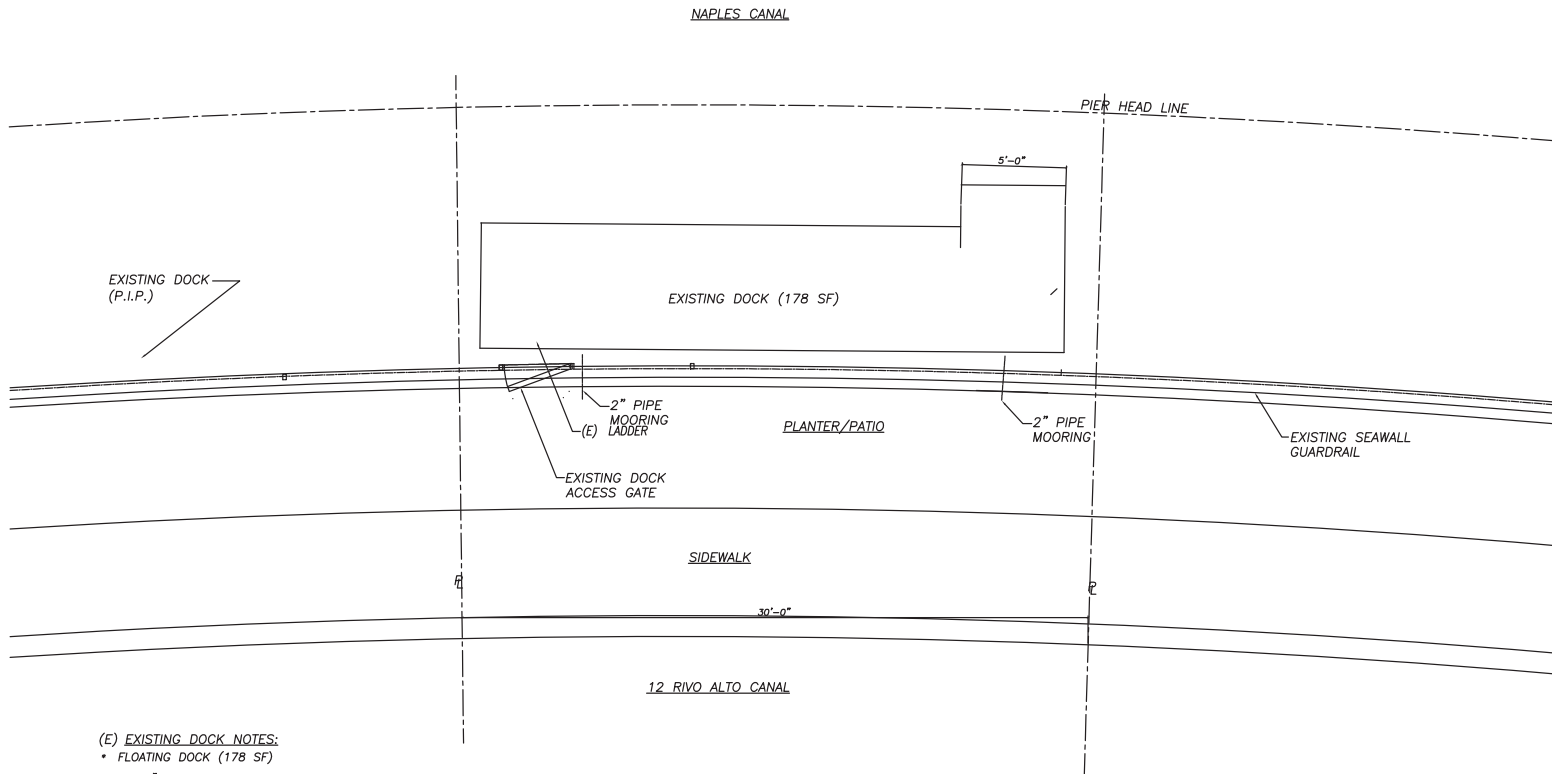 NAPLES CANAL
PIER HEAD LINE
5'-0"
EXISTING DOCK
(P.I.P.)
EXISTING DOCK (178 SF)
2" PIPE
MOORING
(E) LADDER
PLANTER/PATIO
2" PIPE
MOORING
EXISTING SEAWALL
GUARDRAIL
EXISTING DOCK
ACCESS GATE
SIDEWALK
PL
PL
30'-0"
12 RIVO ALTO CANAL
(E) EXISTING DOCK NOTES:
* FLOATING DOCK (178 SF)